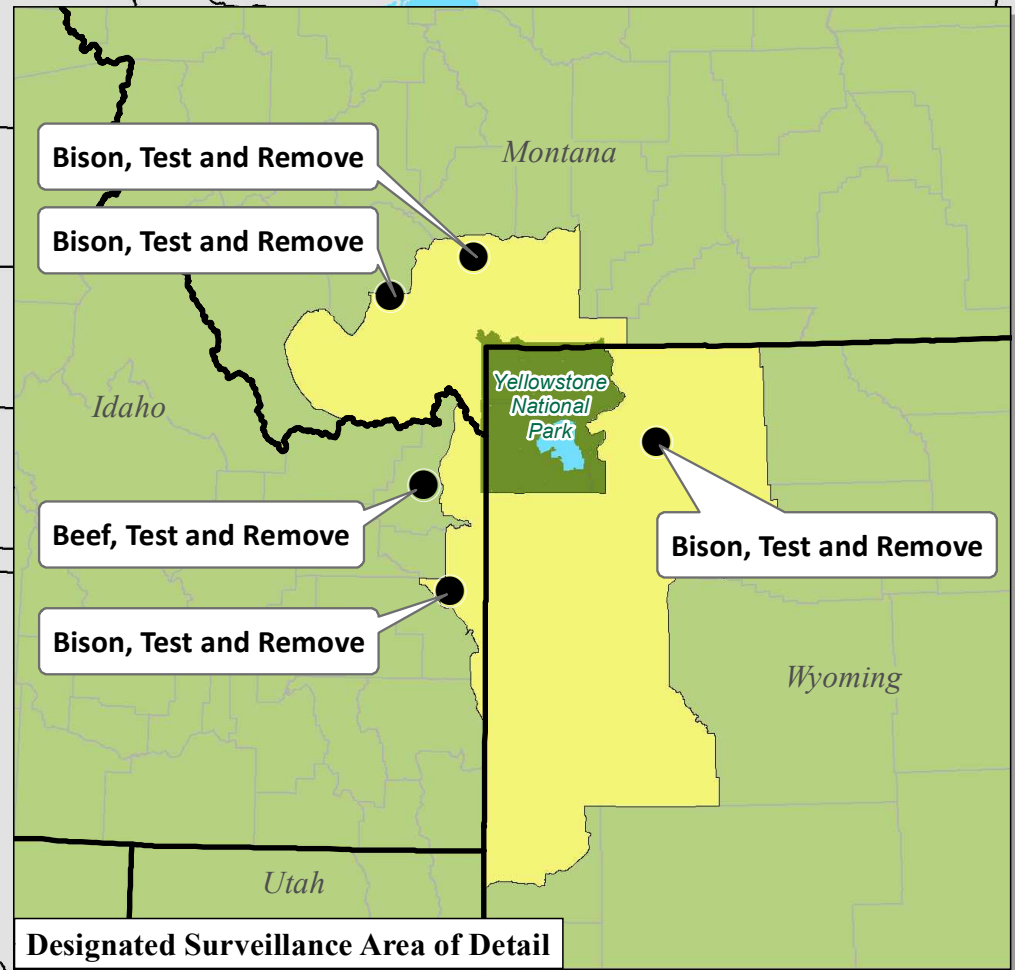 Bison, Test and Remove
Montana
Bison, Test and Remove
Yellowstone
National
Park
Idaho
Beef, Test and Remove
Bison, Test and Remove
Bison, Test and Remove
Wyoming
Utah
Designated Surveillance Area of Detail